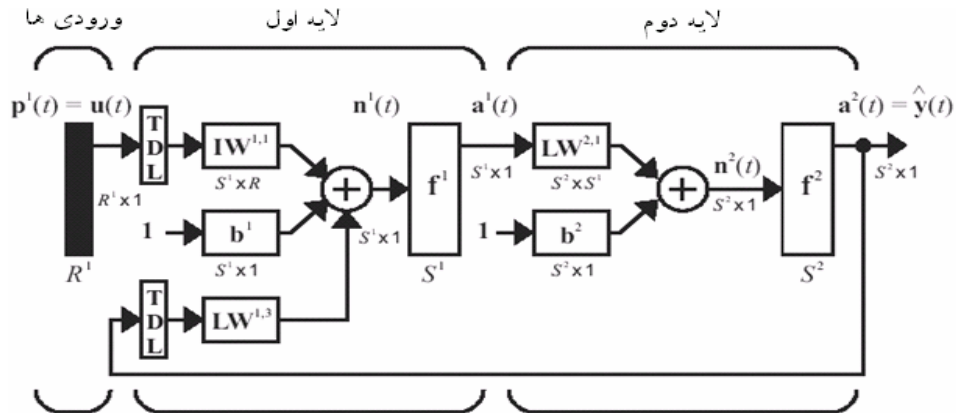 ورودی ها
لایه اول
لایه دوم
p¹(t) = u(t)
n¹(t)
a¹(t)
a²(t) = ŷ(t)
T
D
L
IW¹,¹
f¹
LW²,¹
n²(t)
f²
R¹ x 1
S¹ x R
S¹ x 1
S² x S¹
S² x 1
S² x 1
1
b¹
S¹ x 1
1
b²
S¹ x 1
S² x 1
R¹
S¹
S²
T
D
L
LW¹,³